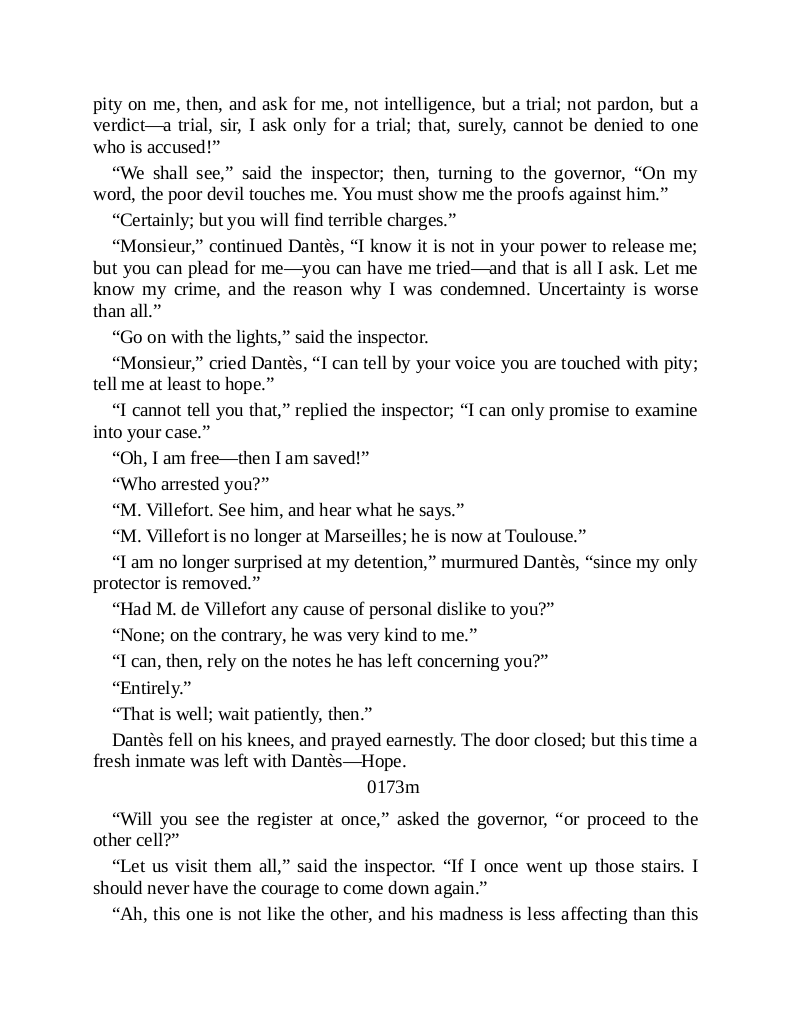 pity on me, then, and ask for me, not intelligence, but a trial; not pardon, but a
verdict—a trial, sir, I ask only for a trial; that, surely, cannot be denied to one
who is accused!”
“We shall see,” said the inspector; then, turning to the governor, “On my
word, the poor devil touches me. You must show me the proofs against him.”
“Certainly; but you will find terrible charges.”
“Monsieur,” continued Dantès, “I know it is not in your power to release me;
but you can plead for me—you can have me tried—and that is all I ask. Let me
know my crime, and the reason why I was condemned. Uncertainty is worse
than all.”
“Go on with the lights,” said the inspector.
“Monsieur,” cried Dantès, “I can tell by your voice you are touched with pity;
tell me at least to hope.”
“I cannot tell you that,” replied the inspector; “I can only promise to examine
into your case.”
“Oh, I am free—then I am saved!”
“Who arrested you?”
“M. Villefort. See him, and hear what he says.”
“M. Villefort is no longer at Marseilles; he is now at Toulouse.”
“I am no longer surprised at my detention,” murmured Dantès, “since my only
protector is removed.”
“Had M. de Villefort any cause of personal dislike to you?”
“None; on the contrary, he was very kind to me.”
“I can, then, rely on the notes he has left concerning you?”
“Entirely.”
“That is well; wait patiently, then.”
Dantès fell on his knees, and prayed earnestly. The door closed; but this time a
fresh inmate was left with Dantès—Hope.
0173m
“Will you see the register at once,” asked the governor, “or proceed to the
other cell?”
“Let us visit them all,” said the inspector. “If I once went up those stairs. I
should never have the courage to come down again.”
“Ah, this one is not like the other, and his madness is less affecting than this